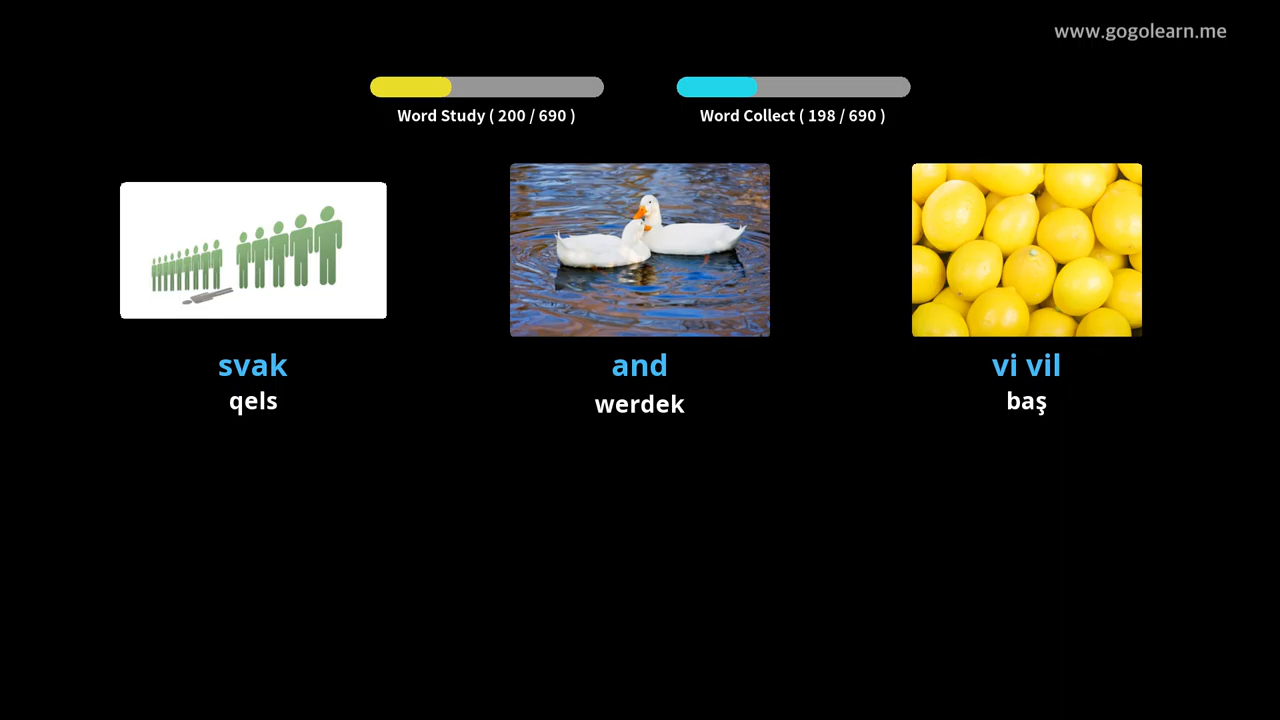 www.gogolearn.me
Word Study ( 200 / 690 )
Word Collect ( 198 / 690 )
svak
qels
and
werdek
vi vil
baş